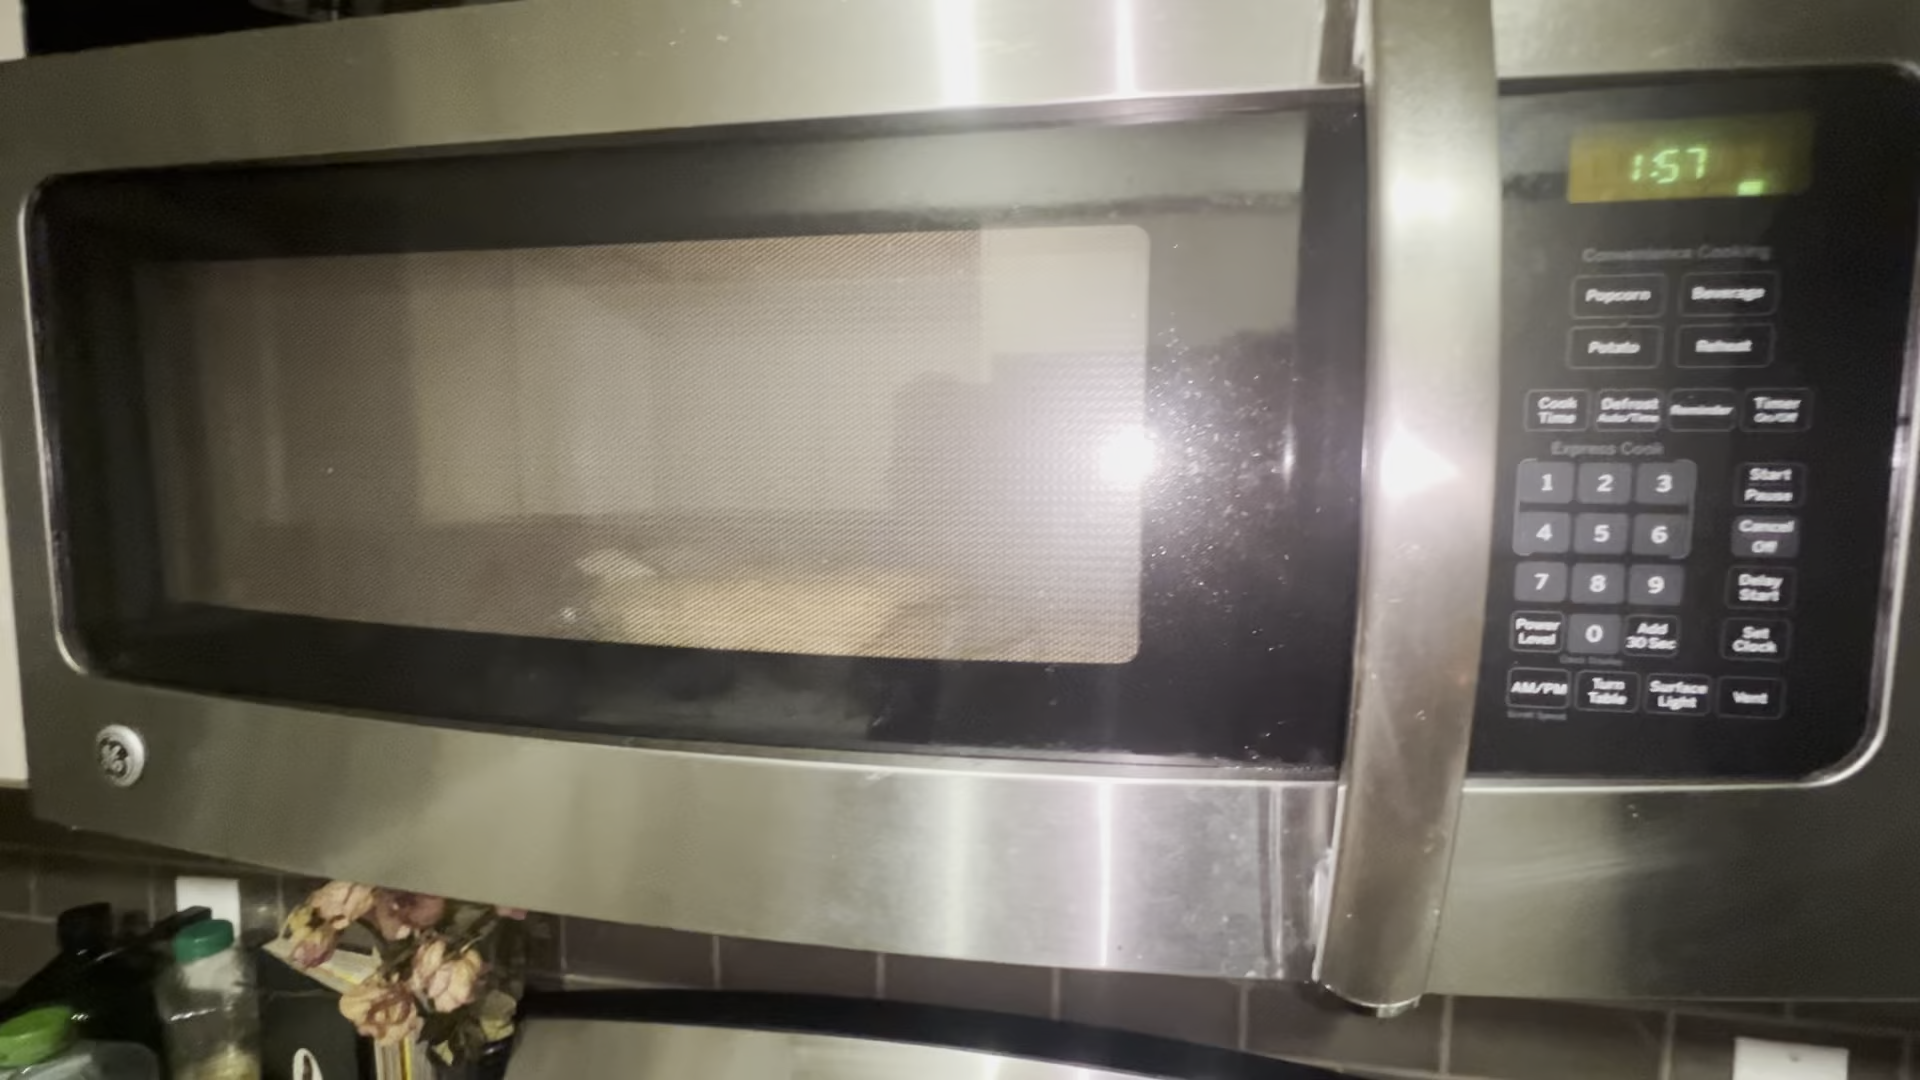 1:57
Convenience Cooking
Popcorn Beverage
Potato Reheat
Cook Time Defrost Auto/Time Reminder Timer On/Off
Express Cook
1 2 3 Start Pause
4 5 6 Cancel Off
7 8 9 Delay Start
Power Level 0 Add 30 Sec Set Clock
AM/PM Turn Table Surface Light Vent
GE